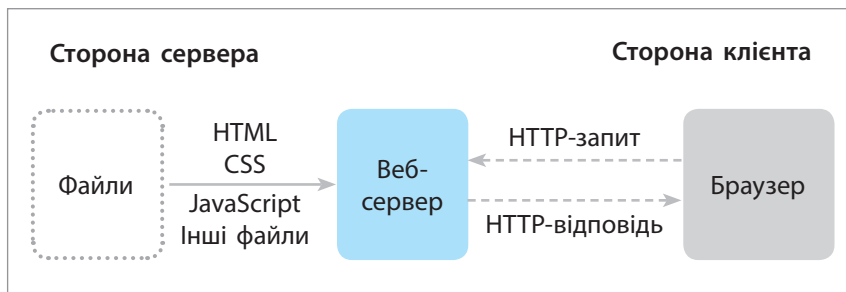 Сторона сервера
Сторона клієнта
Файли
HTML
CSS
JavaScript
Інші файли
Веб-
сервер
HTTP-запит
HTTP-відповідь
Браузер